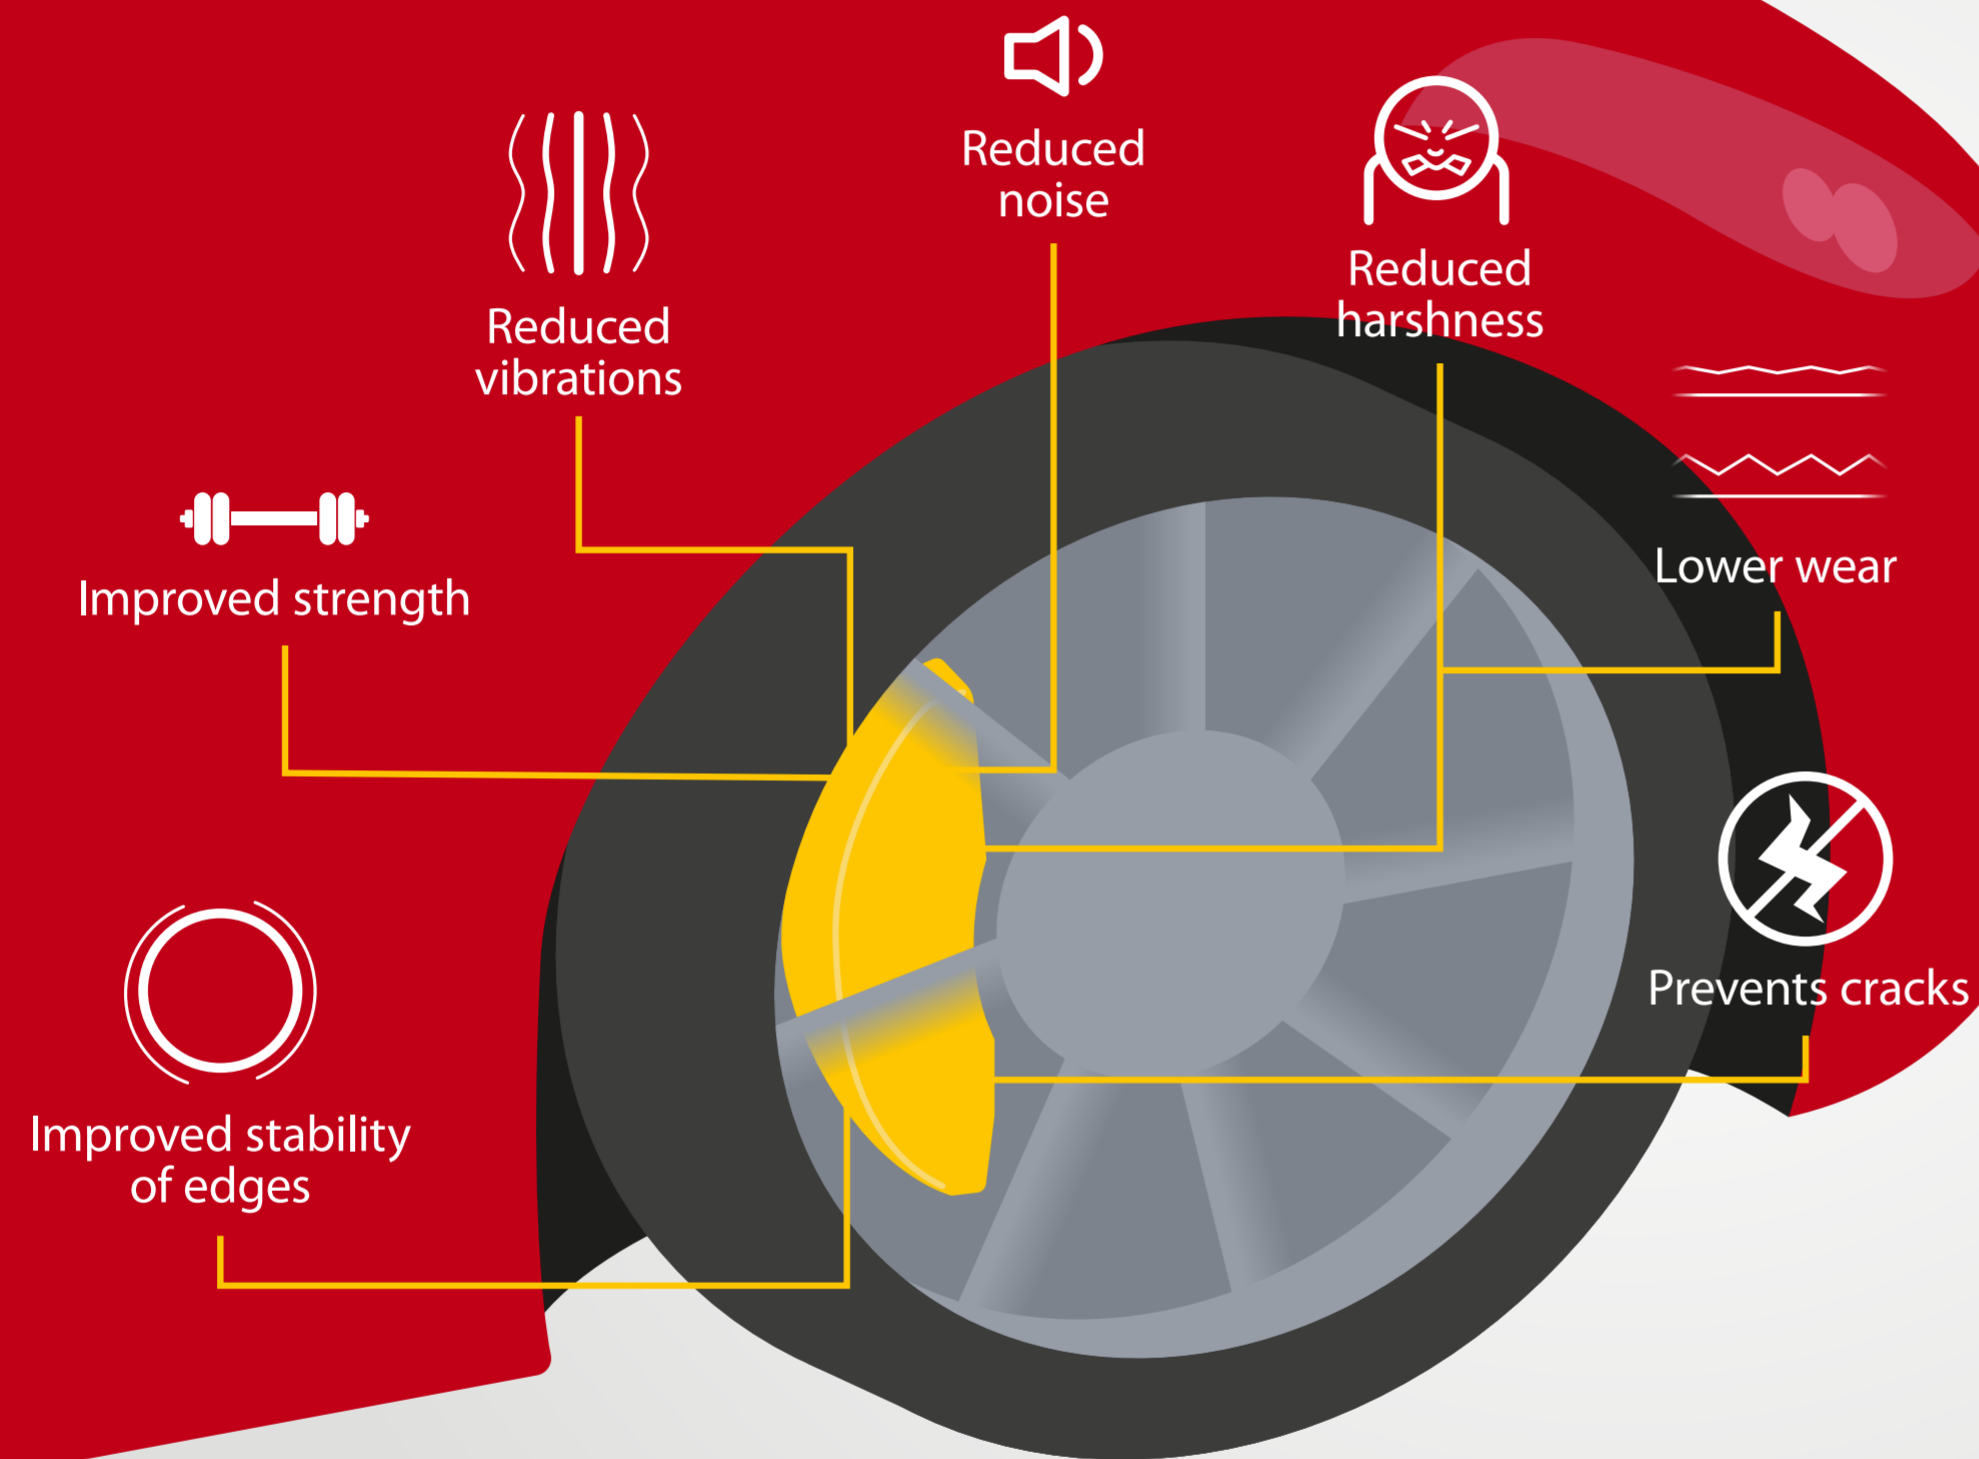 Reduced
noise
Reduced
harshness
Reduced
vibrations
Lower wear
Improved strength
Prevents cracks
Improved stability
of edges